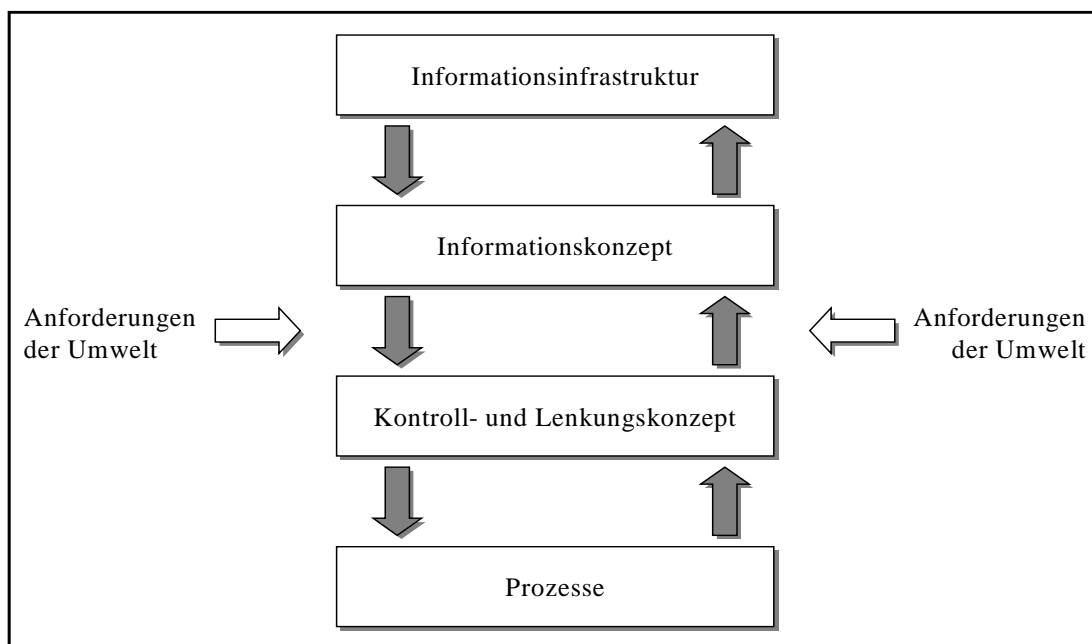 Informationsinfrastruktur
Informationskonzept
Anforderungen
der Umwelt
Anforderungen
der Umwelt
Kontroll- und Lenkungskonzept
Prozesse